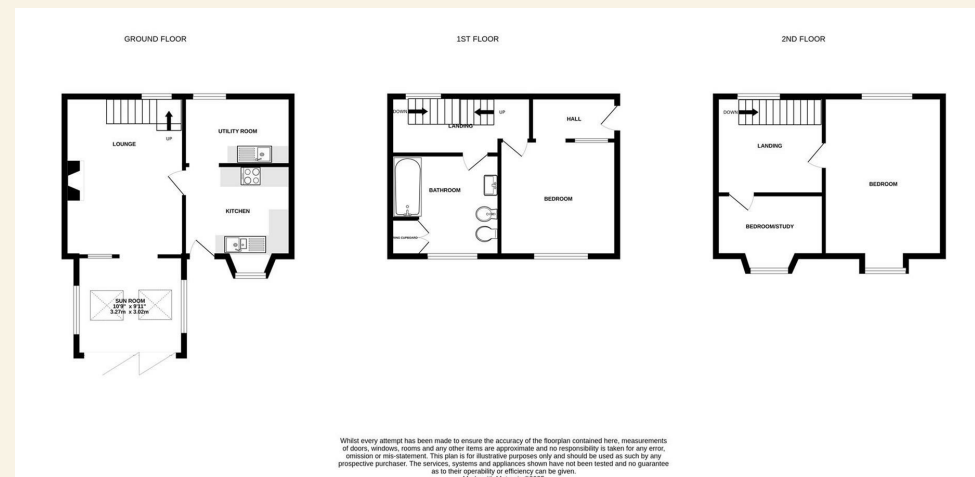 GROUND FLOOR
1ST FLOOR
2ND FLOOR
LOUNGE
UP
UTILITY ROOM
KITCHEN
SUN ROOM
10'9" x 9'11"
3.27m x 3.02m
DOWN
UP
LANDING
HALL
BATHROOM
BEDROOM
CUPBOARD
DOWN
LANDING
BEDROOM
BEDROOM/STUDY
Whilst every attempt has been made to ensure the accuracy of the floorplan contained here, measurements
of doors, windows, rooms and any other items are approximate and no responsibility is taken for any error,
omission or mis-statement. This plan is for illustrative purposes only and should be used as such by any
prospective purchaser. The services, systems and appliances shown have not been tested and no guarantee
as to their operability or efficiency can be given.